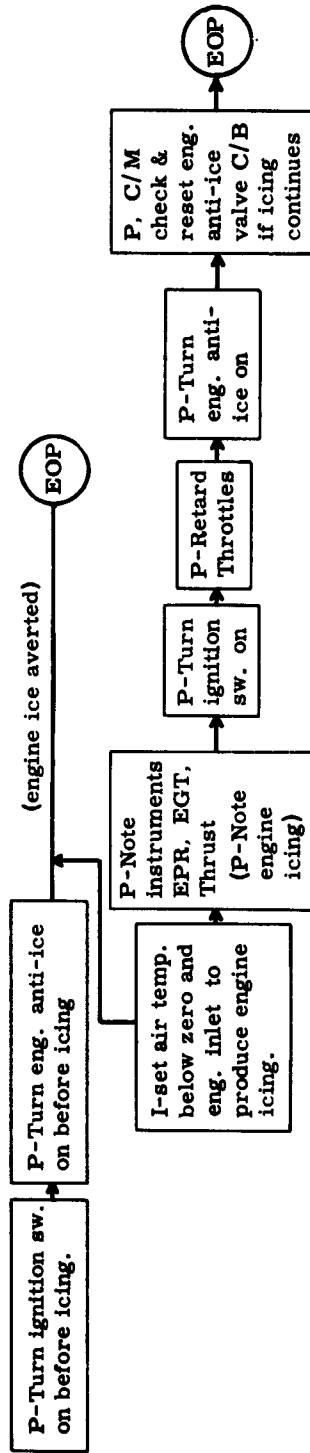 P-Turn ignition sw.
on before icing.
P-Turn eng. anti-ice
on before icing
(engine ice averted)
EOP
I-set air temp.
below zero and
eng. inlet to
produce engine
icing.
P-Note
instruments
EPR, EGT,
Thrust
(P-Note
engine
icing)
P-Turn
ignition
sw. on
P-Retard
Throttles
P-Turn
eng. anti-
ice on
P, C/M
check &
reset eng.
anti-ice
valve C/B
if icing
continues
EOP